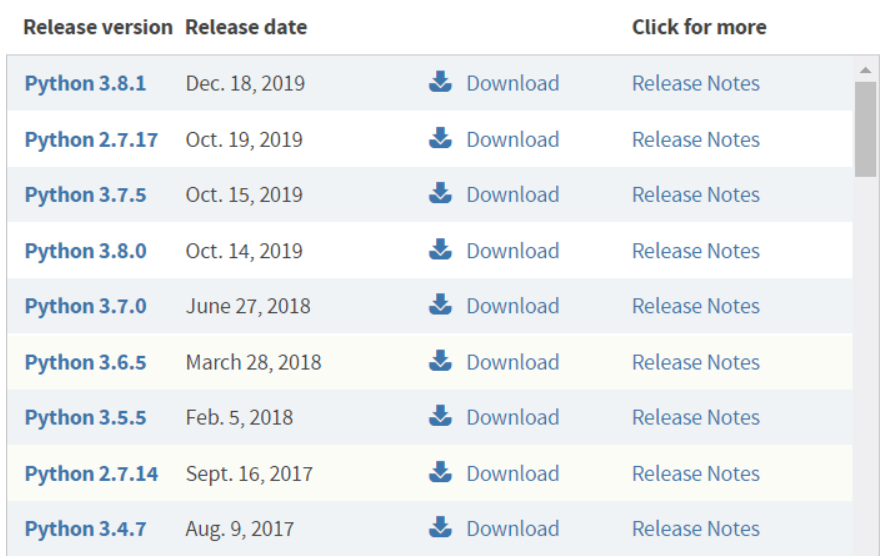 Release version Release date Click for more
Python 3.8.1 Dec. 18, 2019 Download Release Notes
Python 2.7.17 Oct. 19, 2019 Download Release Notes
Python 3.7.5 Oct. 15, 2019 Download Release Notes
Python 3.8.0 Oct. 14, 2019 Download Release Notes
Python 3.7.0 June 27, 2018 Download Release Notes
Python 3.6.5 March 28, 2018 Download Release Notes
Python 3.5.5 Feb. 5, 2018 Download Release Notes
Python 2.7.14 Sept. 16, 2017 Download Release Notes
Python 3.4.7 Aug. 9, 2017 Download Release Notes